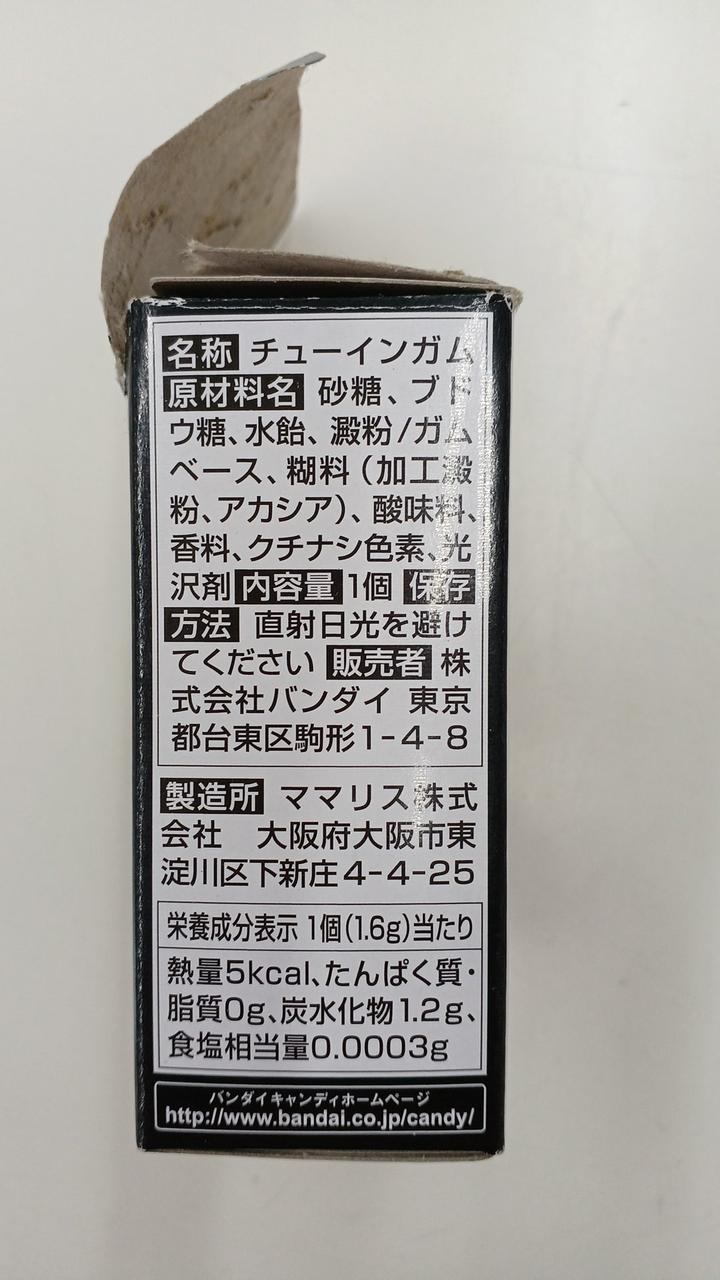 名称 チューインガム
原材料名 砂糖、ブド
ウ糖、水飴、澱粉/ガム
ベース、糊料(加工澱
粉、アカシア)、酸味料、
香料、クチナシ色素、光
沢剤 内容量 1個 保存
方法 直射日光を避け
てください 販売者 株
式会社バンダイ 東京
都台東区駒形1-4-8
製造所 ママリス株式
会社 大阪府大阪市東
淀川区下新庄4-4-25
栄養成分表示 1個(1.6g)当たり
熱量5kcal、たんぱく質・
脂質0g、炭水化物1.2g、
食塩相当量0.0003g
バンダイキャンディホームページ
http://www.bandai.co.jp/candy/